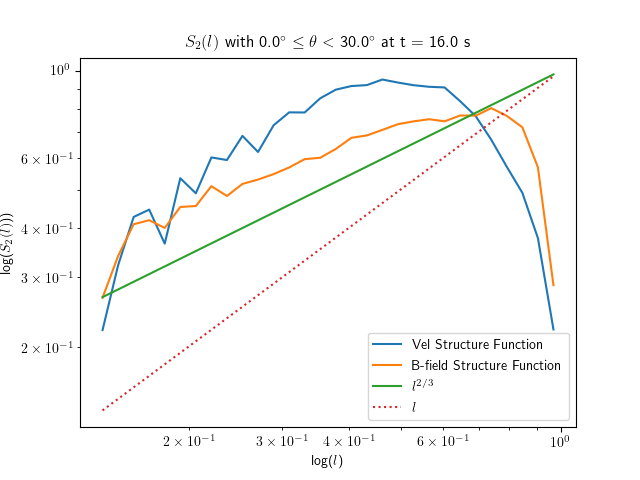 S₂(l) with 0.0° ≤ θ < 30.0° at t = 16.0 s
log(S₂(l)))
10⁰
6 × 10⁻¹
4 × 10⁻¹
3 × 10⁻¹
2 × 10⁻¹
Vel Structure Function
B-field Structure Function
l²/³
l
2 × 10⁻¹
3 × 10⁻¹
4 × 10⁻¹
6 × 10⁻¹
10⁰
log(l)